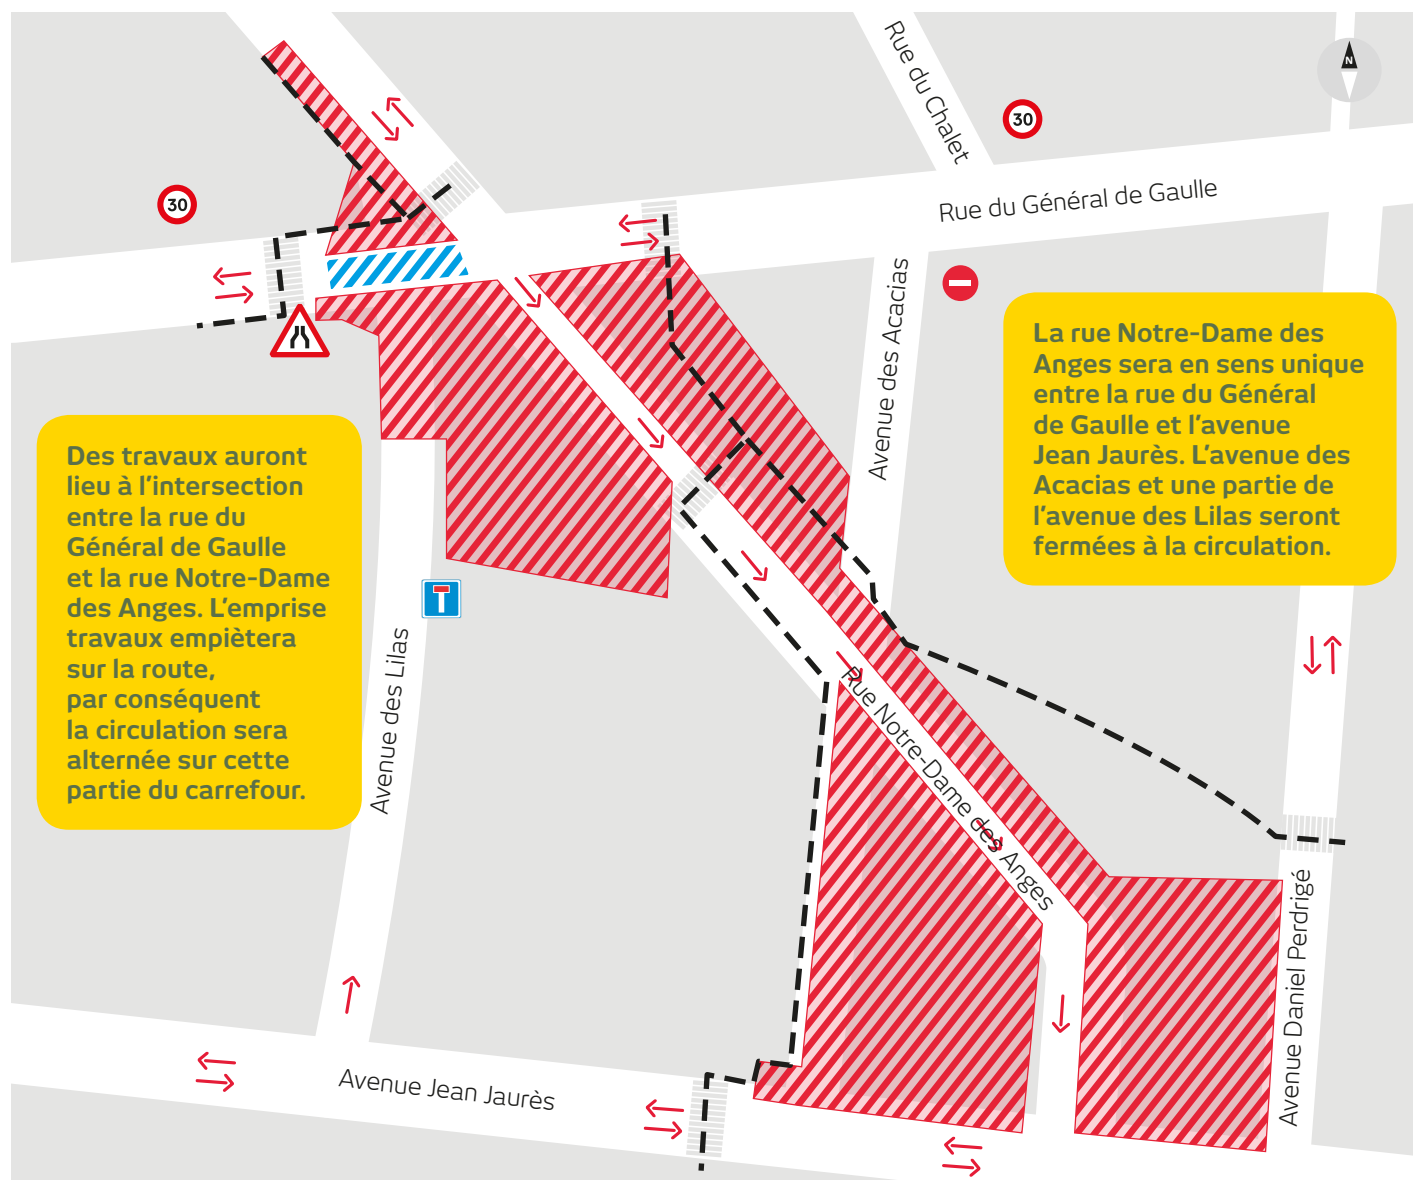 Rue du Chalet
N
30
30
Rue du Général de Gaulle
Avenue des Acacias
La rue Notre-Dame des
Anges sera en sens unique
entre la rue du Général
de Gaulle et l'avenue
Jean Jaurès. L'avenue des
Acacias et une partie de
l'avenue des Lilas seront
fermées à la circulation.
Des travaux auront
lieu à l'intersection
entre la rue du
Général de Gaulle
et la rue Notre-Dame
des Anges. L'emprise
travaux empiètera
sur la route,
par conséquent
la circulation sera
alternée sur cette
partie du carrefour.
Avenue des Lilas
Rue Notre-Dame des Anges
Avenue Daniel Perdrigé
Avenue Jean Jaurès